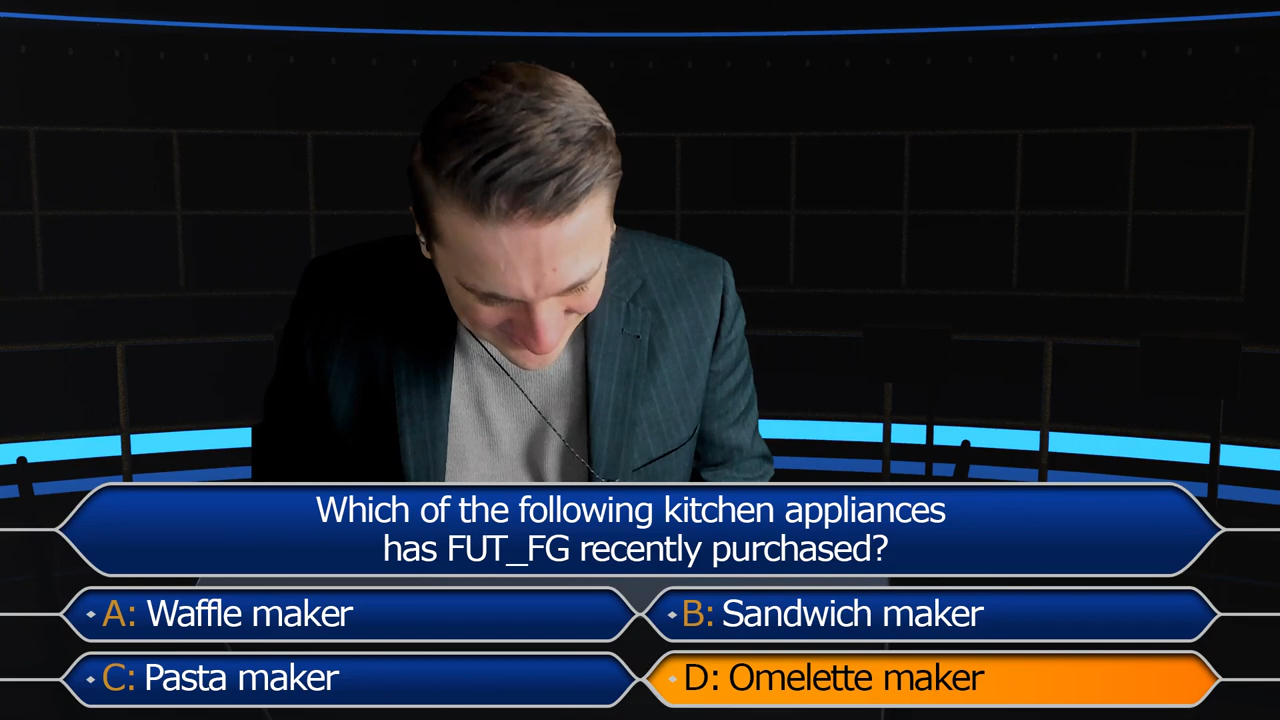 Which of the following kitchen appliances
has FUT_FG recently purchased?
A: Waffle maker
B: Sandwich maker
C: Pasta maker
D: Omelette maker